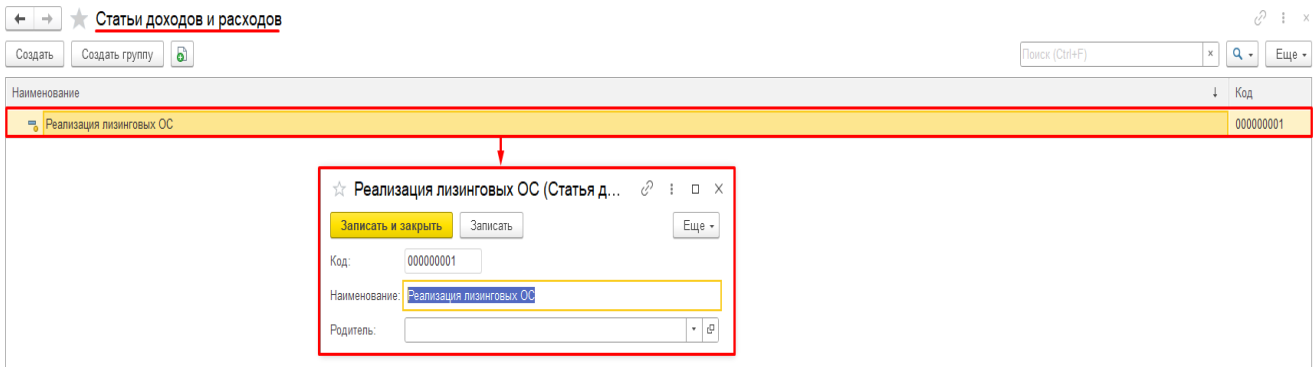 Статьи доходов и расходов
Создать Создать группу Поиск (Ctrl+F) × Еще
Наименование ↓ Код
Реализация лизинговых ОС 000000001
Реализация лизинговых ОС (Статья д...
Записать и закрыть Записать Еще
Код: 000000001
Наименование: Реализация лизинговых ОС
Родитель: